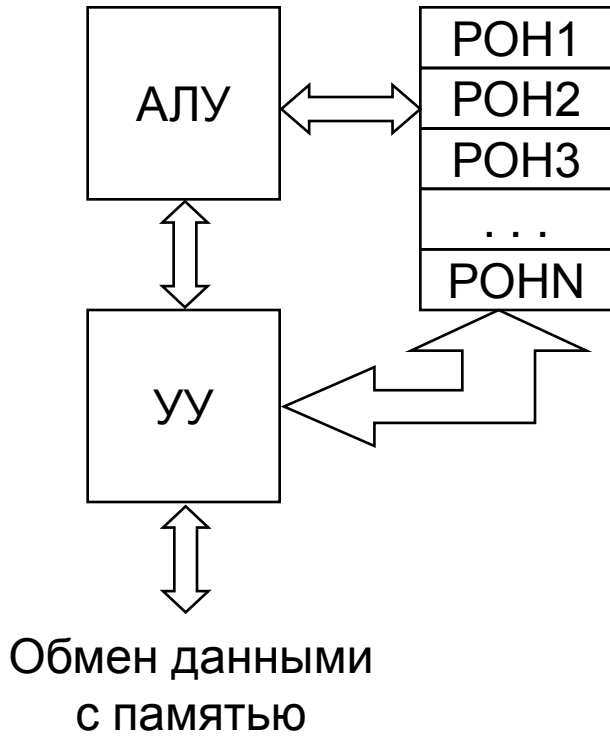 АЛУ
РОН1
РОН2
РОН3
. . .
РОНN
УУ
Обмен данными
с памятью